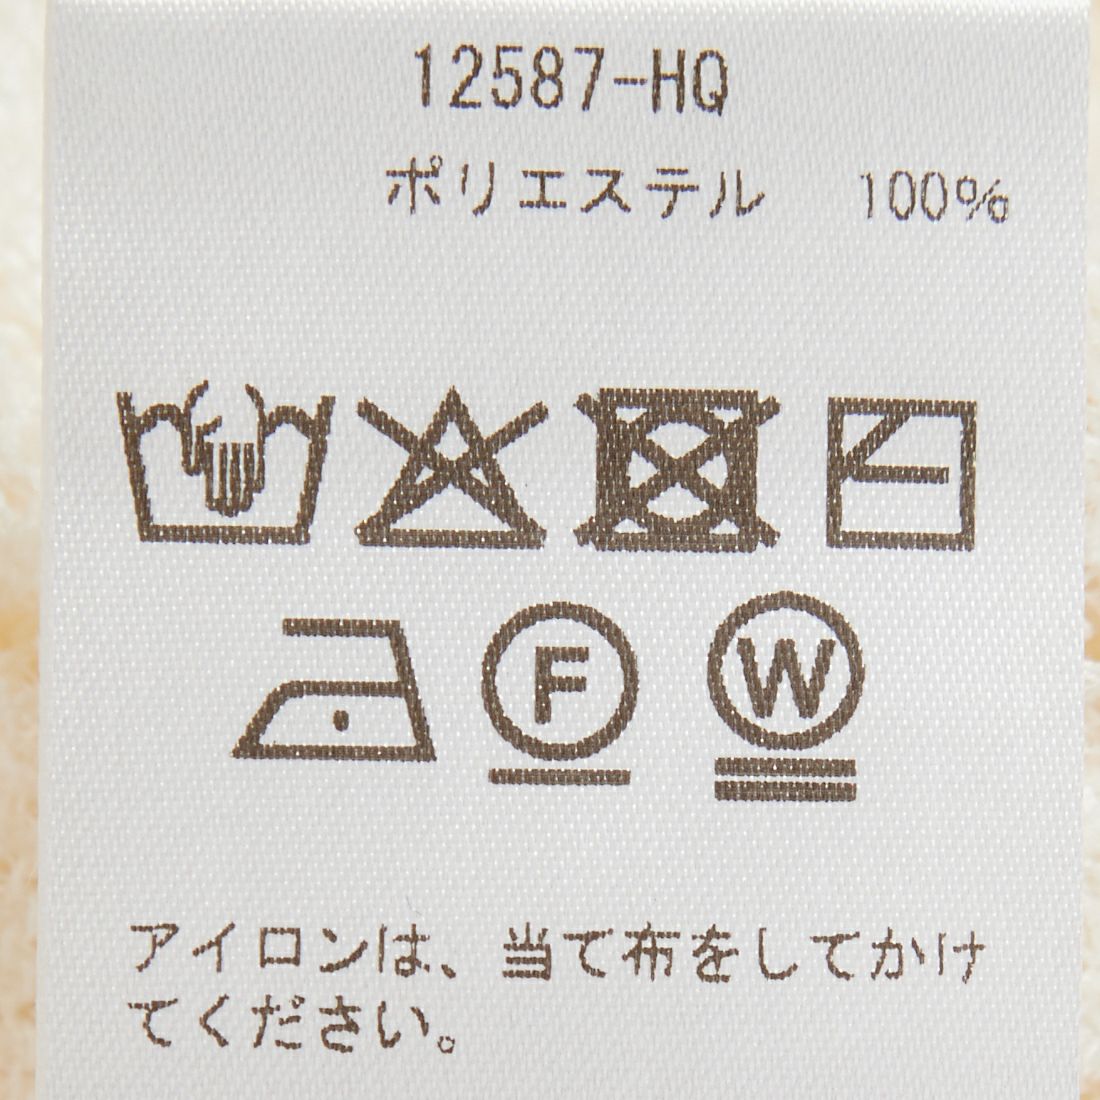 12587-HQ
ポリエステル 100%
F W
アイロンは、当て布をしてかけ
てください。